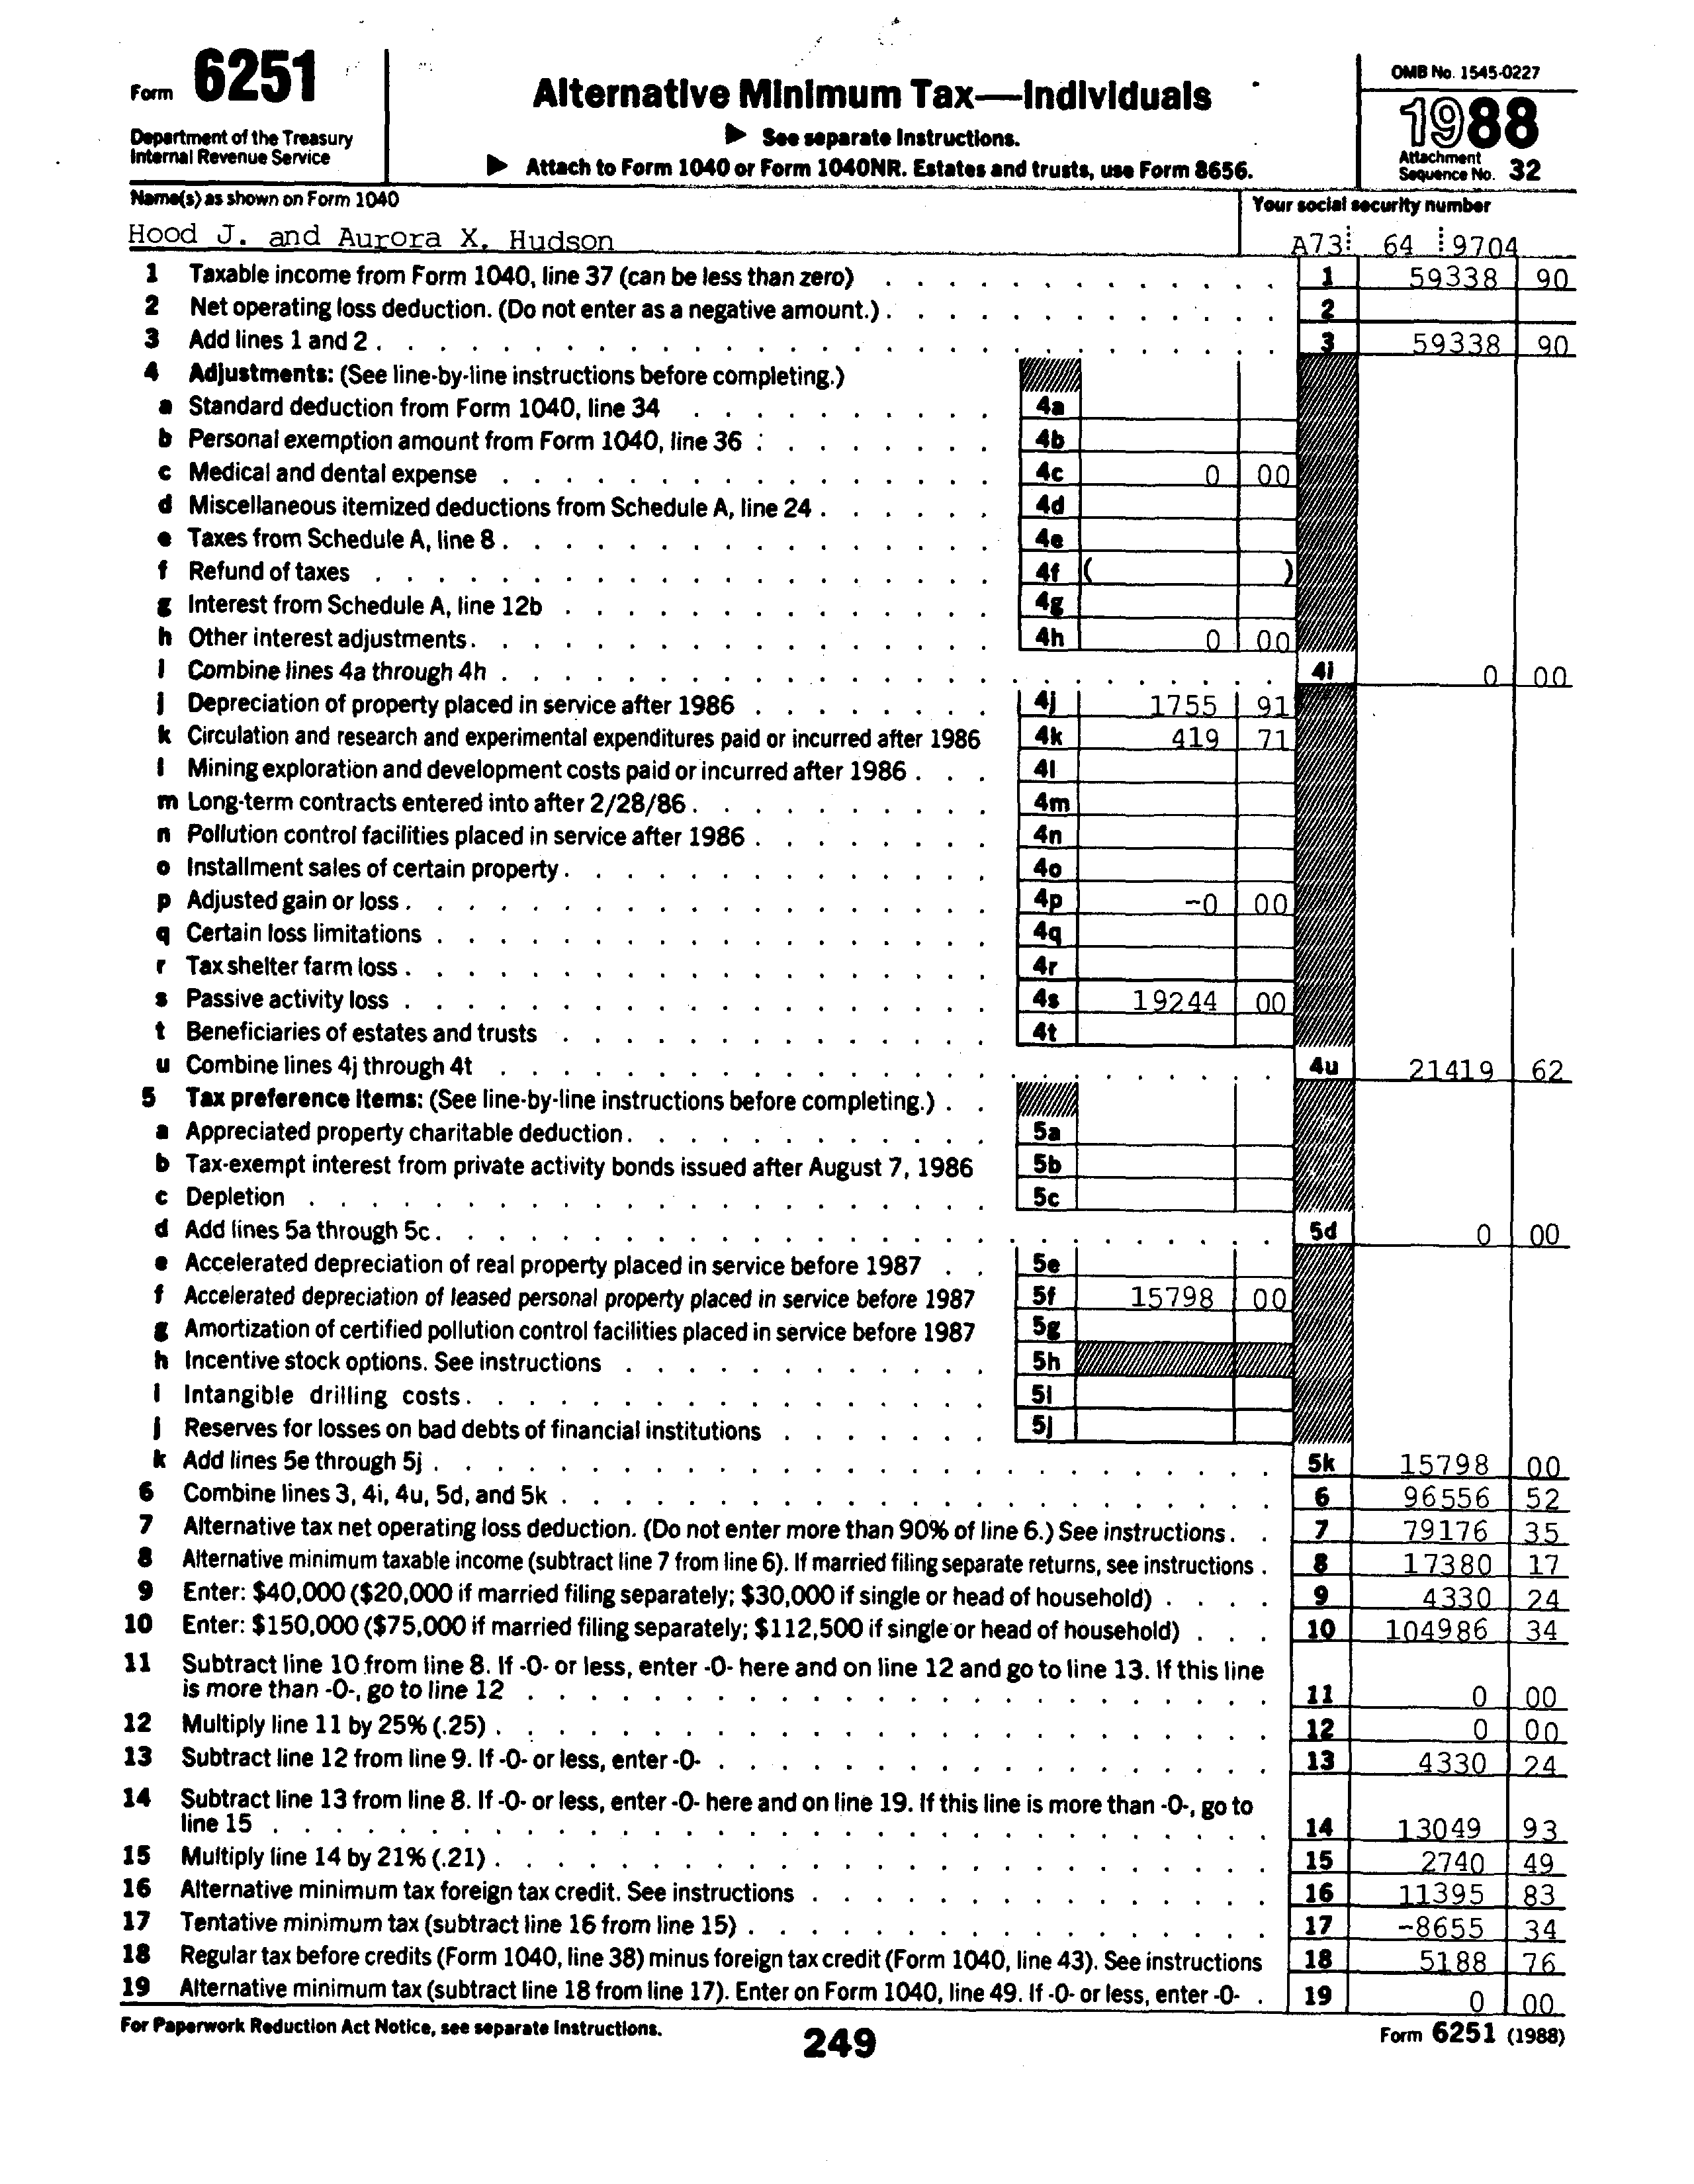 Form 6251
Department of the Treasury
Internal Revenue Service
Alternative Minimum Tax—Individuals
▶ See separate Instructions.
▶ Attach to Form 1040 or Form 1040NR. Estates and trusts, use Form 8656.
OMB No. 1545-0227
1988
Attachment
Sequence No. 32
Name(s) as shown on Form 1040
Your social security number
Hood J. and Aurora X. Hudson
A73 64 9704
1 Taxable income from Form 1040, line 37 (can be less than zero) 1 59338 90
2 Net operating loss deduction. (Do not enter as a negative amount.) 2
3 Add lines 1 and 2 3 59338 90
4 Adjustments: (See line-by-line instructions before completing.)
a Standard deduction from Form 1040, line 34 4a
b Personal exemption amount from Form 1040, line 36 4b
c Medical and dental expense 4c 0 00
d Miscellaneous itemized deductions from Schedule A, line 24 4d
e Taxes from Schedule A, line 8 4e
f Refund of taxes 4f ( )
g Interest from Schedule A, line 12b 4g
h Other interest adjustments 4h 0 00
i Combine lines 4a through 4h 4i 0 00
j Depreciation of property placed in service after 1986 4j 1755 91
k Circulation and research and experimental expenditures paid or incurred after 1986 4k 419 71
l Mining exploration and development costs paid or incurred after 1986 4l
m Long-term contracts entered into after 2/28/86 4m
n Pollution control facilities placed in service after 1986 4n
o Installment sales of certain property 4o
p Adjusted gain or loss 4p -0 00
q Certain loss limitations 4q
r Tax shelter farm loss 4r
s Passive activity loss 4s 19244 00
t Beneficiaries of estates and trusts 4t
u Combine lines 4j through 4t 4u 21419 62
5 Tax preference items: (See line-by-line instructions before completing.)
a Appreciated property charitable deduction 5a
b Tax-exempt interest from private activity bonds issued after August 7, 1986 5b
c Depletion 5c
d Add lines 5a through 5c 5d 0 00
e Accelerated depreciation of real property placed in service before 1987 5e
f Accelerated depreciation of leased personal property placed in service before 1987 5f 15798 00
g Amortization of certified pollution control facilities placed in service before 1987 5g
h Incentive stock options. See instructions 5h
i Intangible drilling costs 5i
j Reserves for losses on bad debts of financial institutions 5j
k Add lines 5e through 5j 5k 15798 00
6 Combine lines 3, 4i, 4u, 5d, and 5k 6 96556 52
7 Alternative tax net operating loss deduction. (Do not enter more than 90% of line 6.) See instructions 7 79176 35
8 Alternative minimum taxable income (subtract line 7 from line 6). If married filing separate returns, see instructions 8 17380 17
9 Enter: $40,000 ($20,000 if married filing separately; $30,000 if single or head of household) 9 4330 24
10 Enter: $150,000 ($75,000 if married filing separately; $112,500 if single or head of household) 10 104986 34
11 Subtract line 10 from line 8. If -0- or less, enter -0- here and on line 12 and go to line 13. If this line
is more than -0-, go to line 12 11 0 00
12 Multiply line 11 by 25% (.25) 12 0 00
13 Subtract line 12 from line 9. If -0- or less, enter -0- 13 4330 24
14 Subtract line 13 from line 8. If -0- or less, enter -0- here and on line 19. If this line is more than -0-, go to
line 15 14 13049 93
15 Multiply line 14 by 21% (.21) 15 2740 49
16 Alternative minimum tax foreign tax credit. See instructions 16 11395 83
17 Tentative minimum tax (subtract line 16 from line 15) 17 -8655 34
18 Regular tax before credits (Form 1040, line 38) minus foreign tax credit (Form 1040, line 43). See instructions 18 5188 76
19 Alternative minimum tax (subtract line 18 from line 17). Enter on Form 1040, line 49. If -0- or less, enter -0- 19 0 00
For Paperwork Reduction Act Notice, see separate Instructions.
249
Form 6251 (1988)